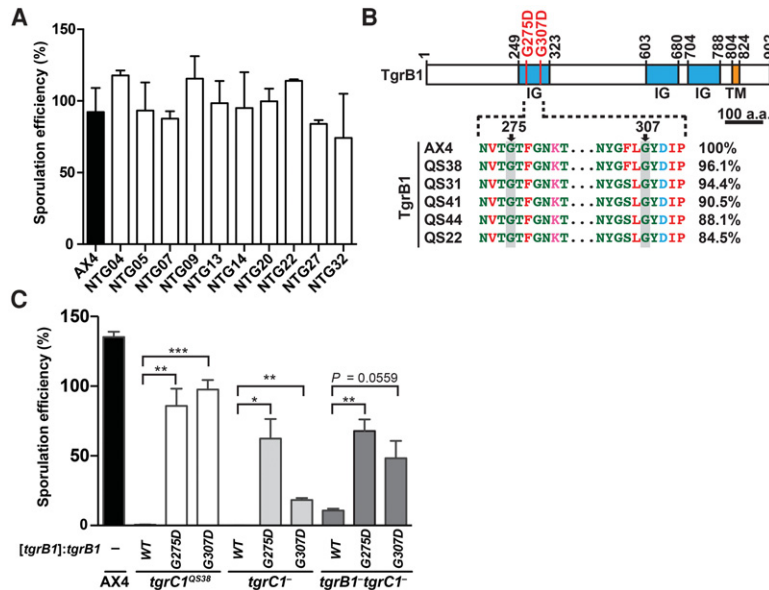 A
Sporulation efficiency (%)
150
100
50
0
AX4
NTG04
NTG05
NTG07
NTG09
NTG13
NTG14
NTG20
NTG22
NTG27
NTG32
B
1
249
G275D
G307D
323
603
680
704
788
804
824
TgrB1
IG
IG
IG
TM
100 a.a.
275
307
TgrB1
AX4 NVTGTFGNKT...NYGFLGYDIP 100%
QS38 NVTGTFGNKT...NYGFLGYDIP 96.1%
QS31 NVTGTFGNKT...NYGSLGYDIP 94.4%
QS41 NVTGTFGNKT...NYGSLGYDIP 90.5%
QS44 NVTGTFGNKT...NYGSLGYDIP 88.1%
QS22 NVTGTFGNKT...NYGSLGYDIP 84.5%
C
Sporulation efficiency (%)
150
100
50
0
***
**
**
*
P = 0.0559
**
[tgrB1]:tgrB1
– WT G275D G307D WT G275D G307D WT G275D G307D
AX4 tgrC1QS38 tgrC1– tgrB1–tgrC1–